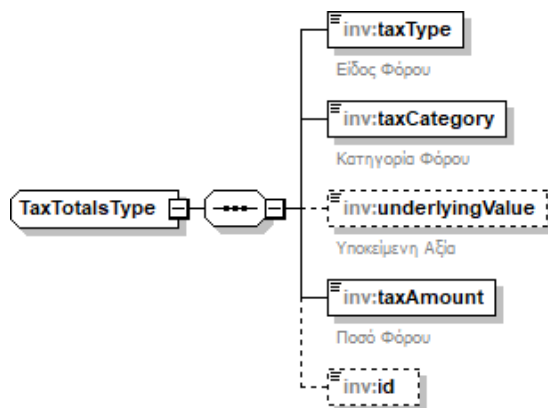 inv:taxType
Είδος Φόρου
inv:taxCategory
Κατηγορία Φόρου
TaxTotalsType
inv:underlyingValue
Υποκείμενη Αξία
inv:taxAmount
Ποσό Φόρου
inv:id